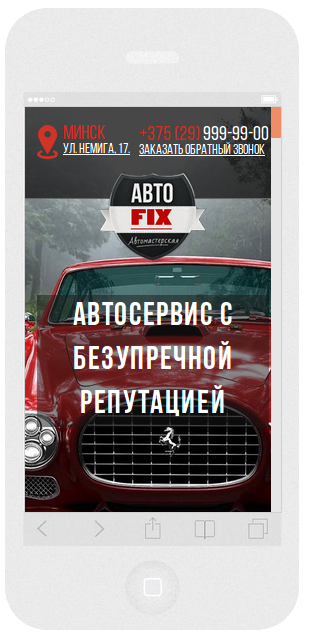 МИНСК
УЛ. НЕМИГА, 17.
+375 (29) 999-99-00
ЗАКАЗАТЬ ОБРАТНЫЙ ЗВОНОК
АВТО
FIX
Автомастерская
АВТОСЕРВИС С
БЕЗУПРЕЧНОЙ
РЕПУТАЦИЕЙ